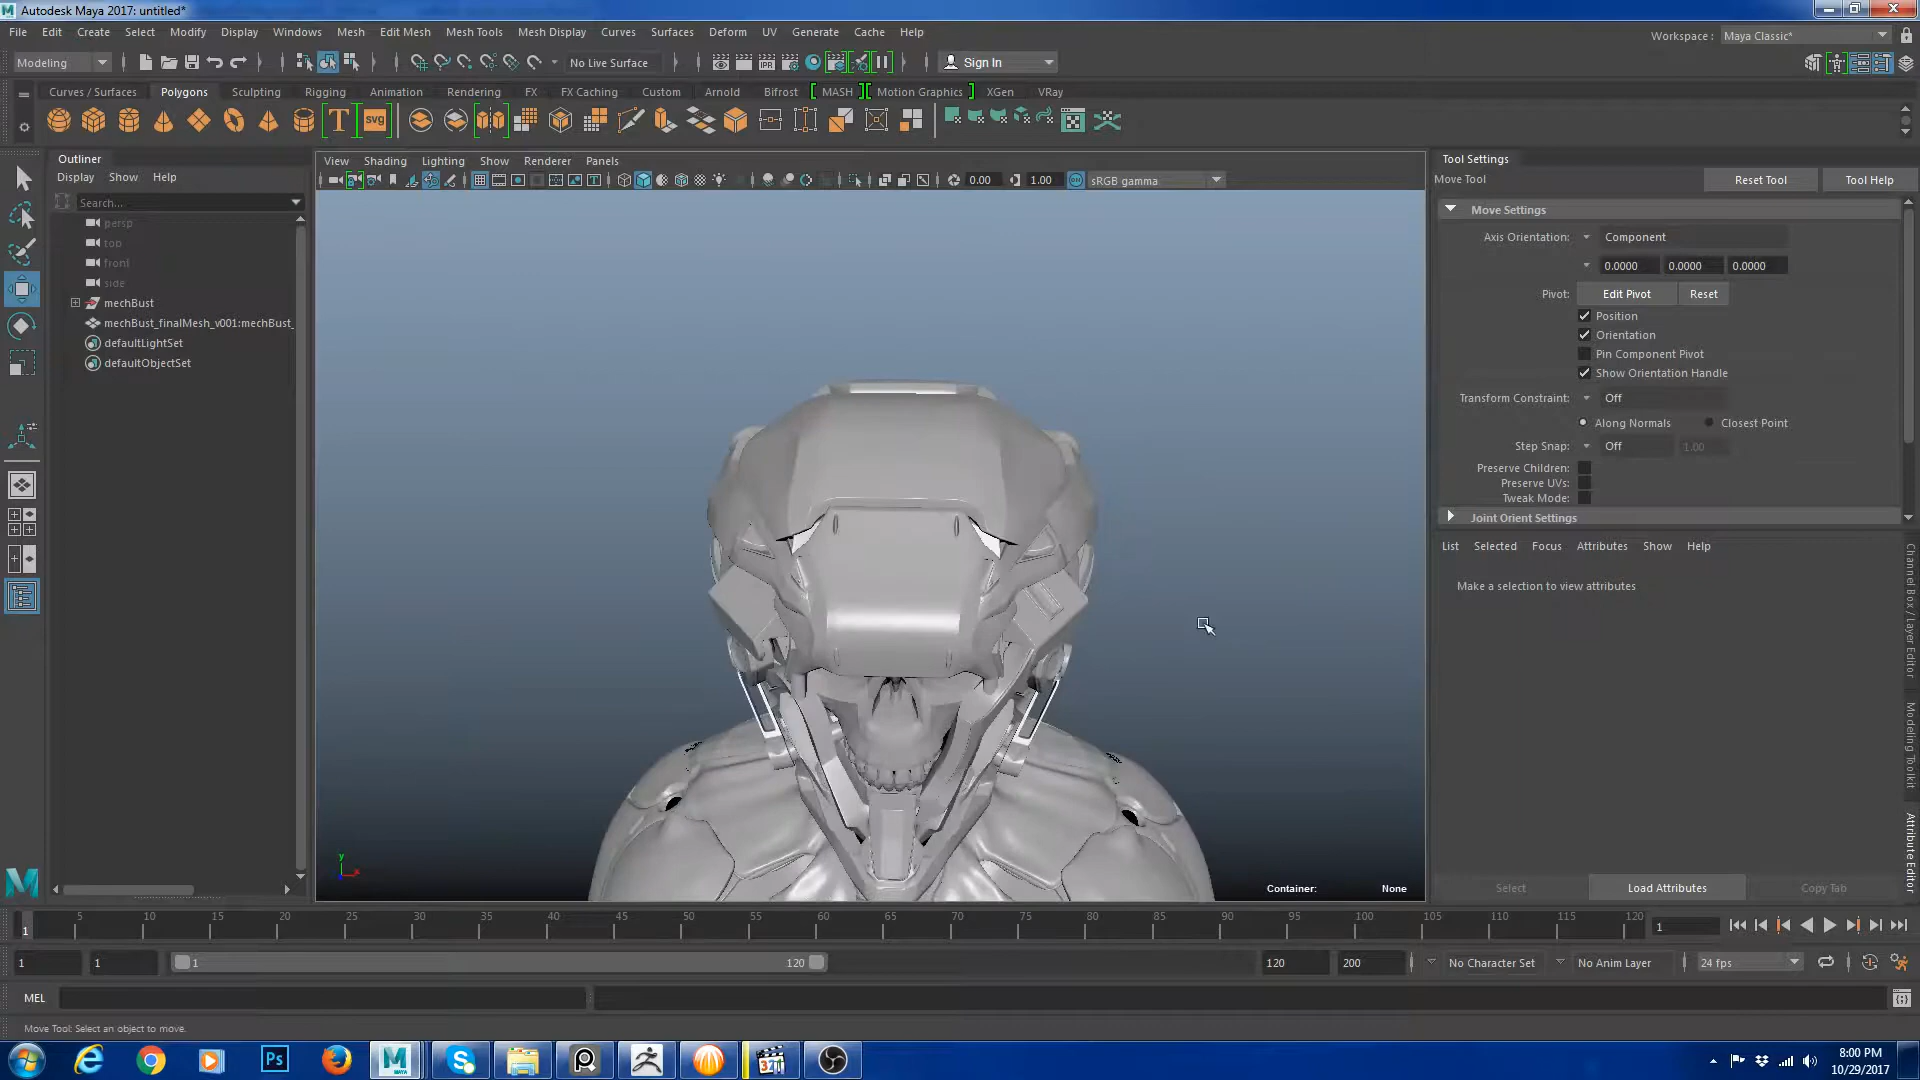 Autodesk Maya 2017: untitled*
File Edit Create Select Modify Display Windows Mesh Edit Mesh Mesh Tools Mesh Display Curves Surfaces Deform UV Generate Cache Help
Workspace : Maya Classic*
Modeling No Live Surface Sign In
Curves / Surfaces Polygons Sculpting Rigging Animation Rendering FX FX Caching Custom Arnold Bifrost MASH Motion Graphics XGen VRay
T SVG
Outliner
Display Show Help
Search...
persp
top
front
side
mechBust
mechBust_finalMesh_v001:mechBust_
defaultLightSet
defaultObjectSet
View Shading Lighting Show Renderer Panels
0.00 1.00 sRGB gamma
Container: None
Tool Settings
Move Tool Reset Tool Tool Help
Move Settings
Axis Orientation: Component
0.0000 0.0000 0.0000
Pivot: Edit Pivot Reset
Position
Orientation
Pin Component Pivot
Show Orientation Handle
Transform Constraint: Off
Along Normals Closest Point
Step Snap: Off 1.00
Preserve Children:
Preserve UVs:
Tweak Mode:
Joint Orient Settings
List Selected Focus Attributes Show Help
Make a selection to view attributes
Select Load Attributes Copy Tab
Channel Box / Layer Editor
Modeling Toolkit
Attribute Editor
5 10 15 20 25 30 35 40 45 50 55 60 65 70 75 80 85 90 95 100 105 110 115 120
1 1
1 1 1 120 120 200 No Character Set No Anim Layer 24 fps
MEL
Move Tool: Select an object to move.
8:00 PM
10/29/2017